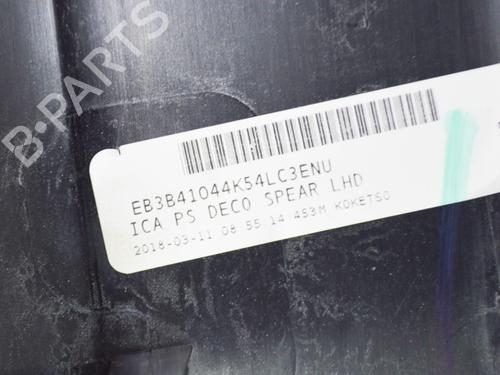 B-PARTS
EB3B41044K54LC3ENU
ICA PS DECO SPEAR LHD
2018-03-11 08 55 14 453M KOKETSO